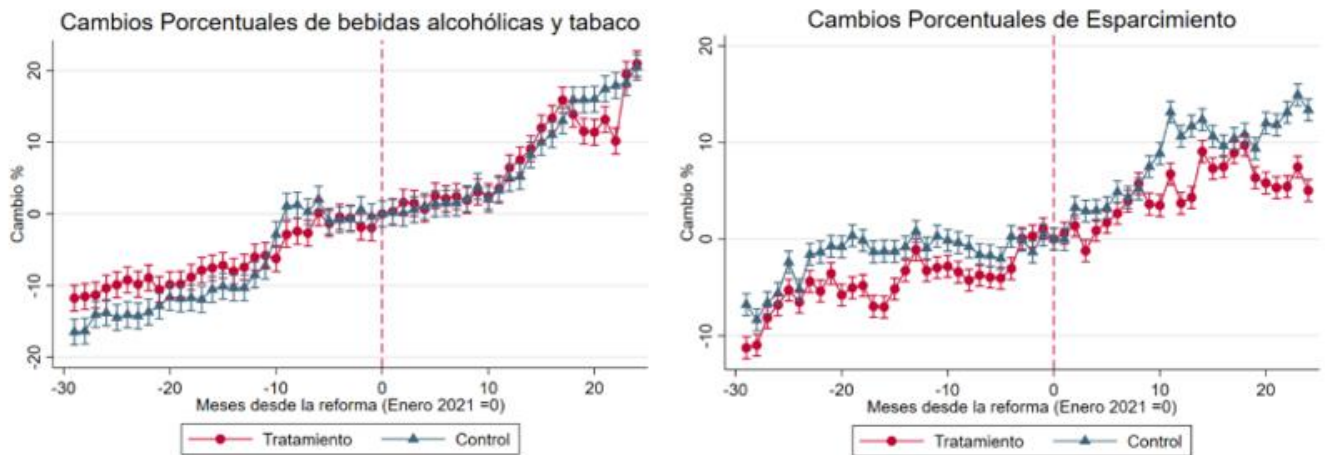 Cambios Porcentuales de bebidas alcohólicas y tabaco
Cambio %
20
10
0
-10
-20
-30
-20
-10
0
10
20
Meses desde la reforma (Enero 2021 =0)
Tratamiento
Control
Cambios Porcentuales de Esparcimiento
Cambio %
20
10
0
-10
-30
-20
-10
0
10
20
Meses desde la reforma (Enero 2021 =0)
Tratamiento
Control